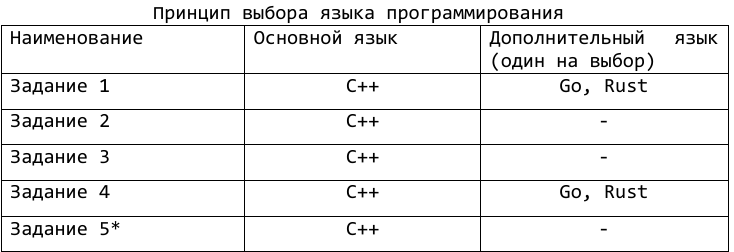 Принцип выбора языка программирования
Наименование Основной язык Дополнительный язык
(один на выбор)
Задание 1 C++ Go, Rust
Задание 2 C++ -
Задание 3 C++ -
Задание 4 C++ Go, Rust
Задание 5* C++ -